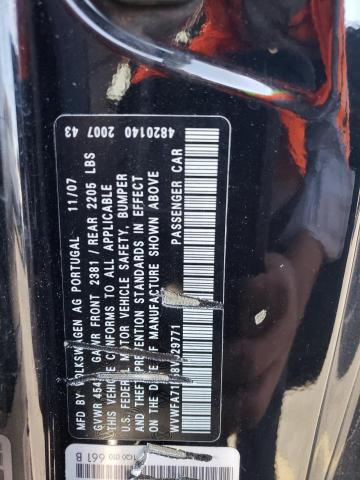 4820140 2007 43
MFD BY VOLKSWAGEN AG PORTUGAL 11/07
GAWR FRONT 2381 / REAR 2205 LBS
THIS VEHICLE CONFORMS TO ALL APPLICABLE
U.S. FEDERAL MOTOR VEHICLE SAFETY, BUMPER
AND THEFT PREVENTION STANDARDS IN EFFECT
ON THE DATE OF MANUFACTURE SHOWN ABOVE
PASSENGER CAR
1Q0 010 661 B